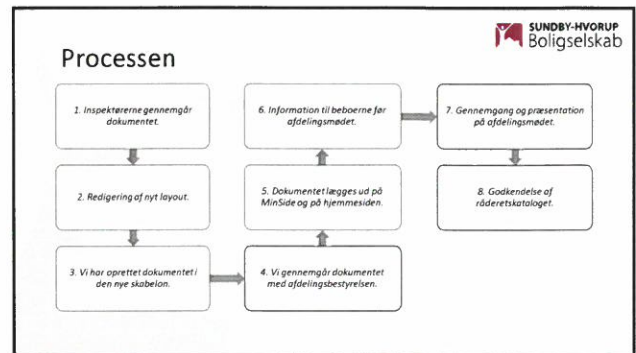 SUNDBY-HVORUP
Boligselskab
Processen
1. Inspektørerne gennemgår
dokumentet.
2. Redigering af nyt layout.
3. Vi har oprettet dokumentet i
den nye skabelon.
4. Vi gennemgår dokumentet
med afdelingsbestyrelsen.
5. Dokumentet lægges ud på
MinSide og på hjemmesiden.
6. Information til beboerne før
afdelingsmødet.
7. Gennemgang og præsentation
på afdelingsmødet.
8. Godkendelse af
råderetskataloget.